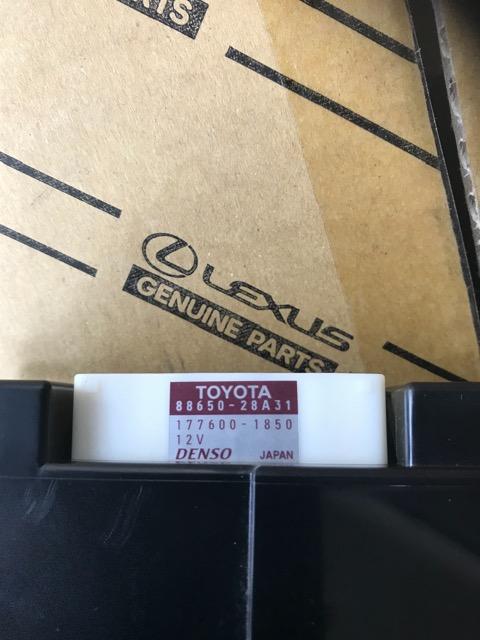 RTS
LEXUS
GENUINE PARTS
TOYOTA
88650-28A31
177600-1850
12V
DENSO JAPAN